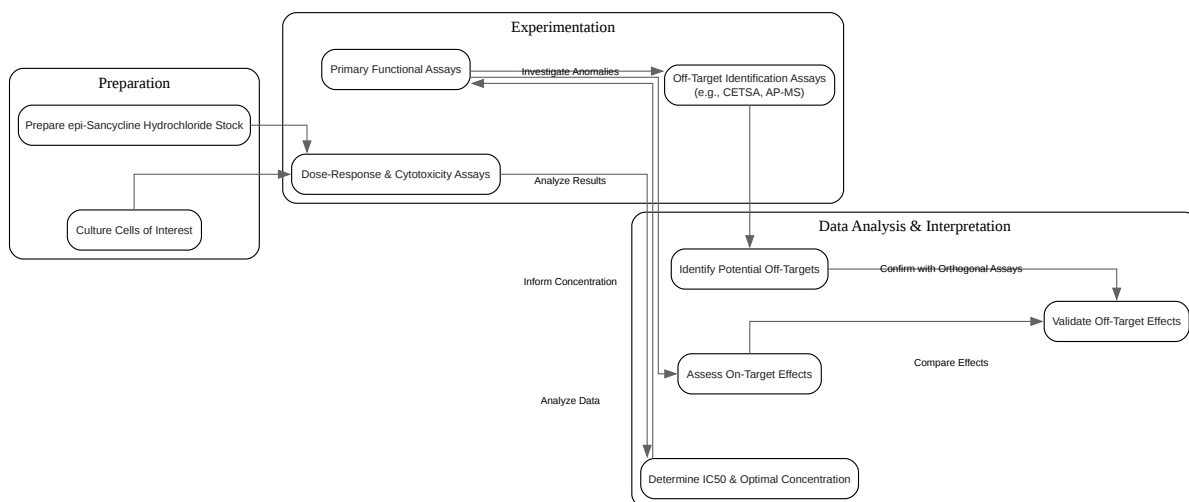 Experimentation
Primary Functional Assays
Investigate Anomalies
Off-Target Identification Assays
(e.g., CETSA, AP-MS)
Preparation
Prepare epi-Sancycline Hydrochloride Stock
Dose-Response & Cytotoxicity Assays
Analyze Results
Culture Cells of Interest
Data Analysis & Interpretation
Identify Potential Off-Targets
Confirm with Orthogonal Assays
Inform Concentration
Validate Off-Target Effects
Compare Effects
Assess On-Target Effects
Analyze Data
Determine IC50 & Optimal Concentration